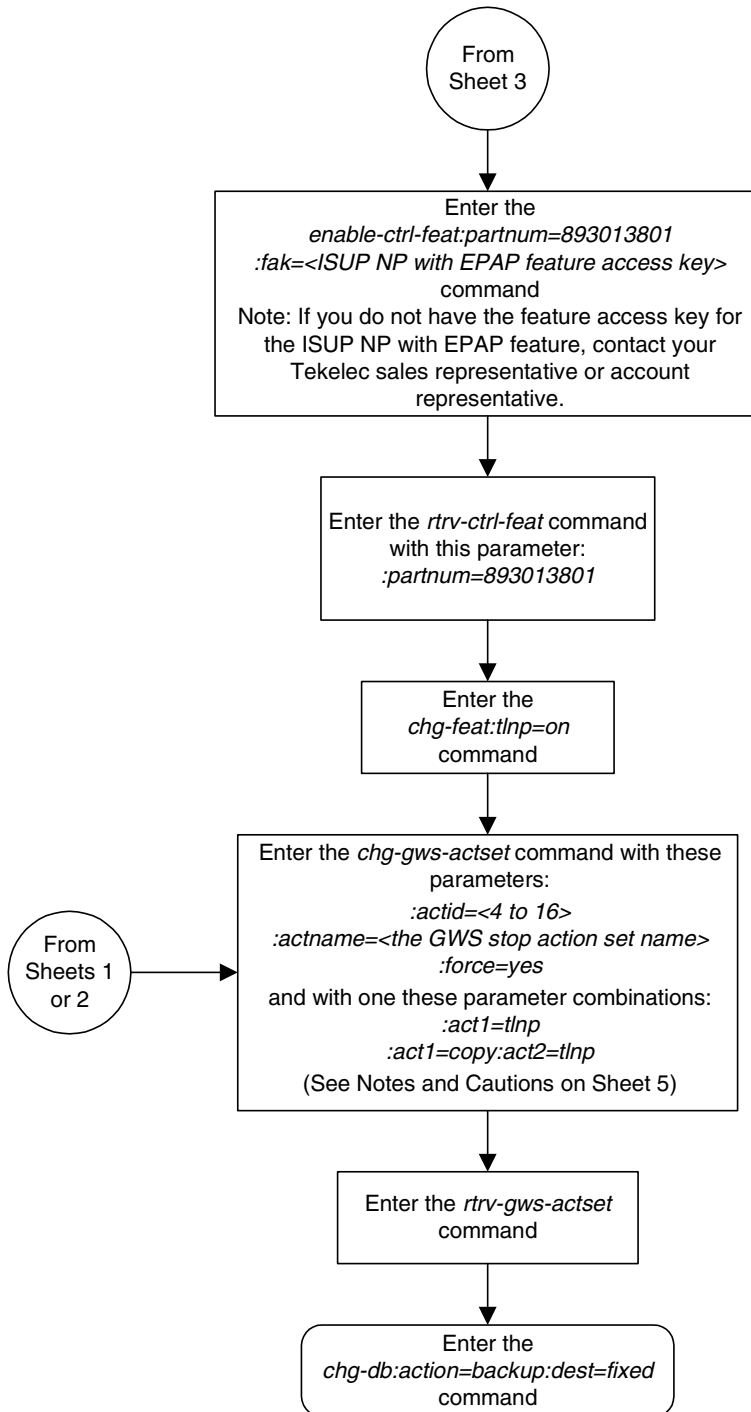 From
Sheet 3
Enter the
enable-ctrl-feat:partnum=893013801
:fak=<ISUP NP with EPAP feature access key>
command
Note: If you do not have the feature access key for
the ISUP NP with EPAP feature, contact your
Tekelec sales representative or account
representative.
Enter the rtrv-ctrl-feat command
with this parameter:
:partnum=893013801
Enter the
chg-feat:tlnp=on
command
From
Sheets 1
or 2
Enter the chg-gws-actset command with these
parameters:
:actid=<4 to 16>
:actname=<the GWS stop action set name>
:force=yes
and with one these parameter combinations:
:act1=tlnp
:act1=copy:act2=tlnp
(See Notes and Cautions on Sheet 5)
Enter the rtrv-gws-actset
command
Enter the
chg-db:action=backup:dest=fixed
command